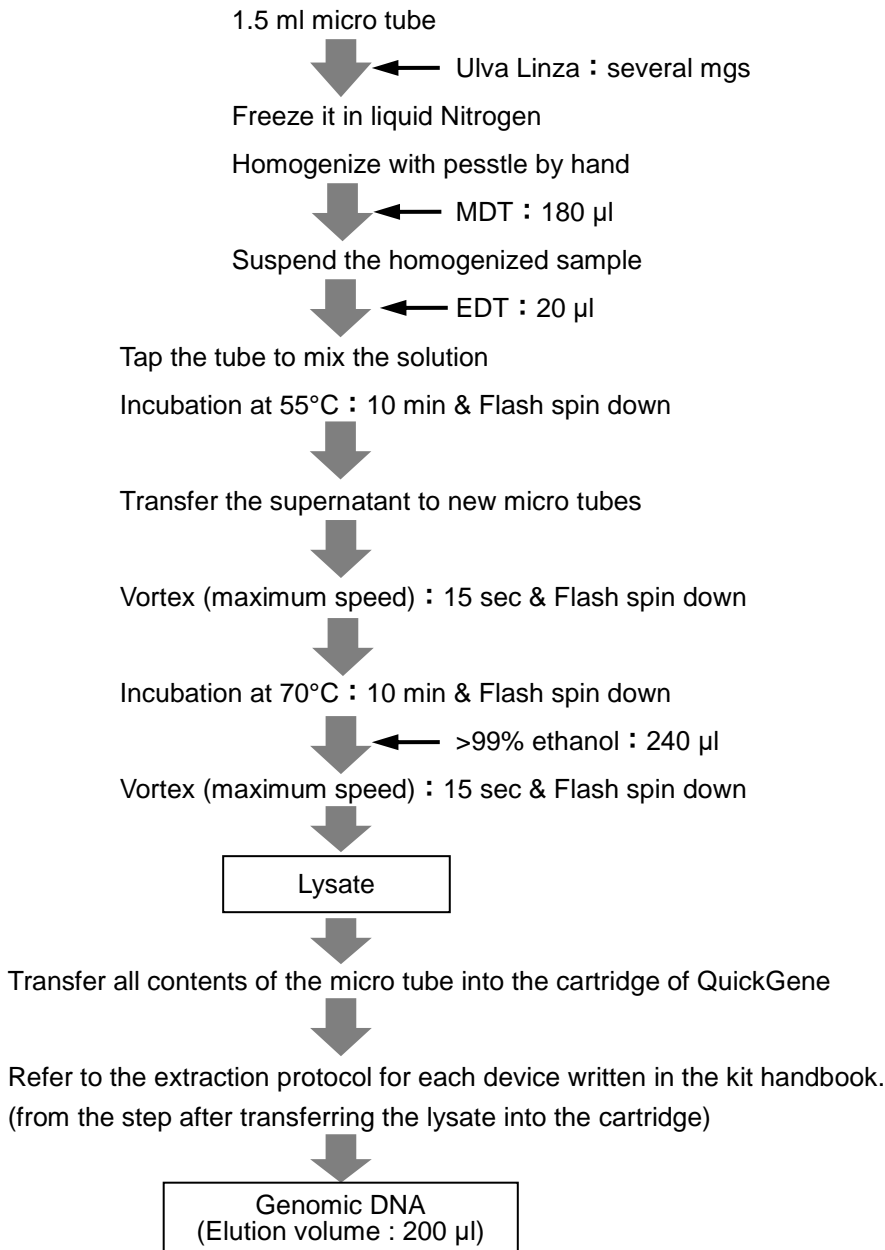 1.5 ml micro tube
Ulva Linza：several mgs
Freeze it in liquid Nitrogen
Homogenize with pesstle by hand
MDT：180 µl
Suspend the homogenized sample
EDT：20 µl
Tap the tube to mix the solution
Incubation at 55°C：10 min & Flash spin down
Transfer the supernatant to new micro tubes
Vortex (maximum speed)：15 sec & Flash spin down
Incubation at 70°C：10 min & Flash spin down
>99% ethanol：240 µl
Vortex (maximum speed)：15 sec & Flash spin down
Lysate
Transfer all contents of the micro tube into the cartridge of QuickGene
Refer to the extraction protocol for each device written in the kit handbook.
(from the step after transferring the lysate into the cartridge)
Genomic DNA
(Elution volume : 200 µl)